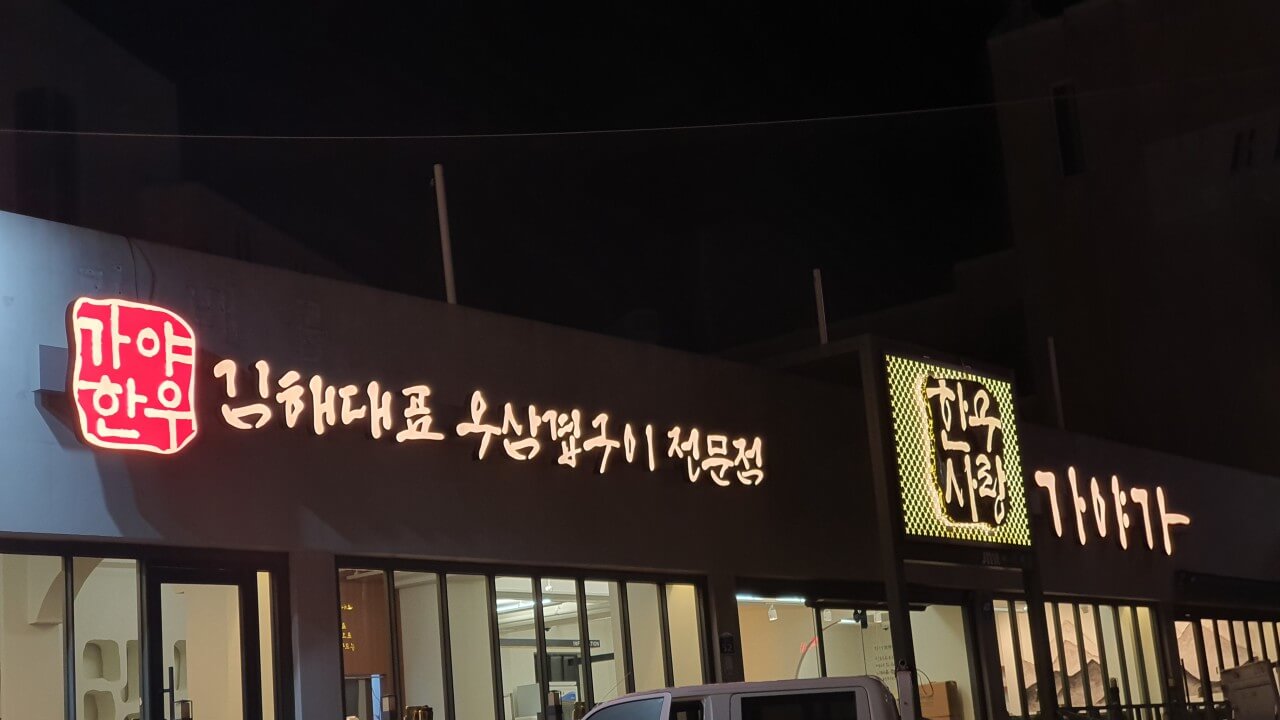 가야
한우
김해대표 우삼겹구이 전문점
한우
사랑
가야가